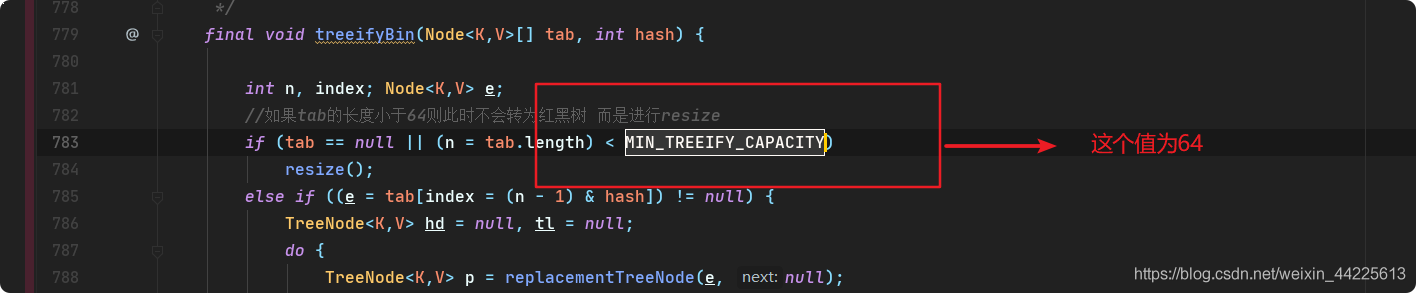 778 */
779 @ final void treeifyBin(Node<K,V>[] tab, int hash) {
780
781 int n, index; Node<K,V> e;
782 //如果tab的长度小于64则此时不会转为红黑树 而是进行resize
783 if (tab == null || (n = tab.length) < MIN_TREEIFY_CAPACITY) 这个值为64
784 resize();
785 else if ((e = tab[index = (n - 1) & hash]) != null) {
786 TreeNode<K,V> hd = null, tl = null;
787 do {
788 TreeNode<K,V> p = replacementTreeNode(e, next: null);
https://blog.csdn.net/weixin_44225613